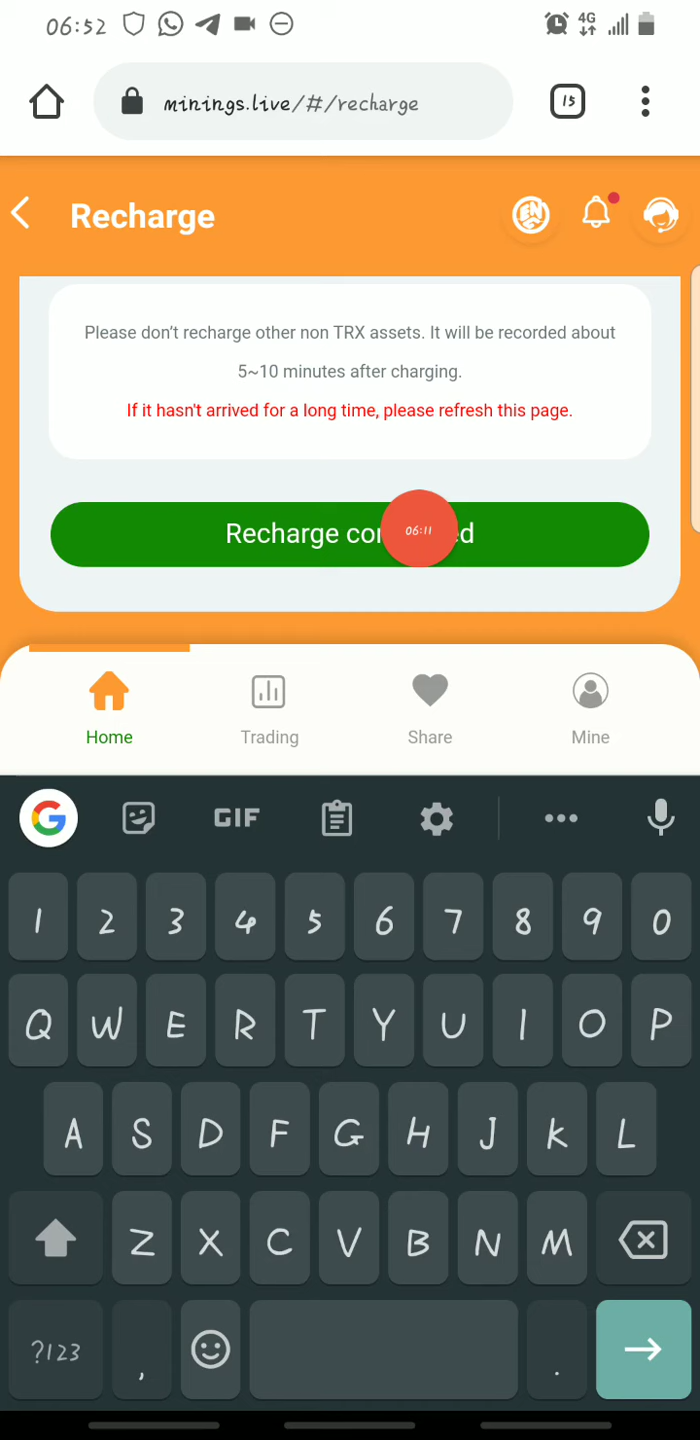 06:52
4G
minings.live/#/recharge
15
Recharge
EN
Please don't recharge other non TRX assets. It will be recorded about
5~10 minutes after charging.
If it hasn't arrived for a long time, please refresh this page.
Recharge
06:11
Home Trading Share Mine
G GIF
1 2 3 4 5 6 7 8 9 0
Q W E R T Y U I O P
A S D F G H J K L
Z X C V B N M
?123 , .